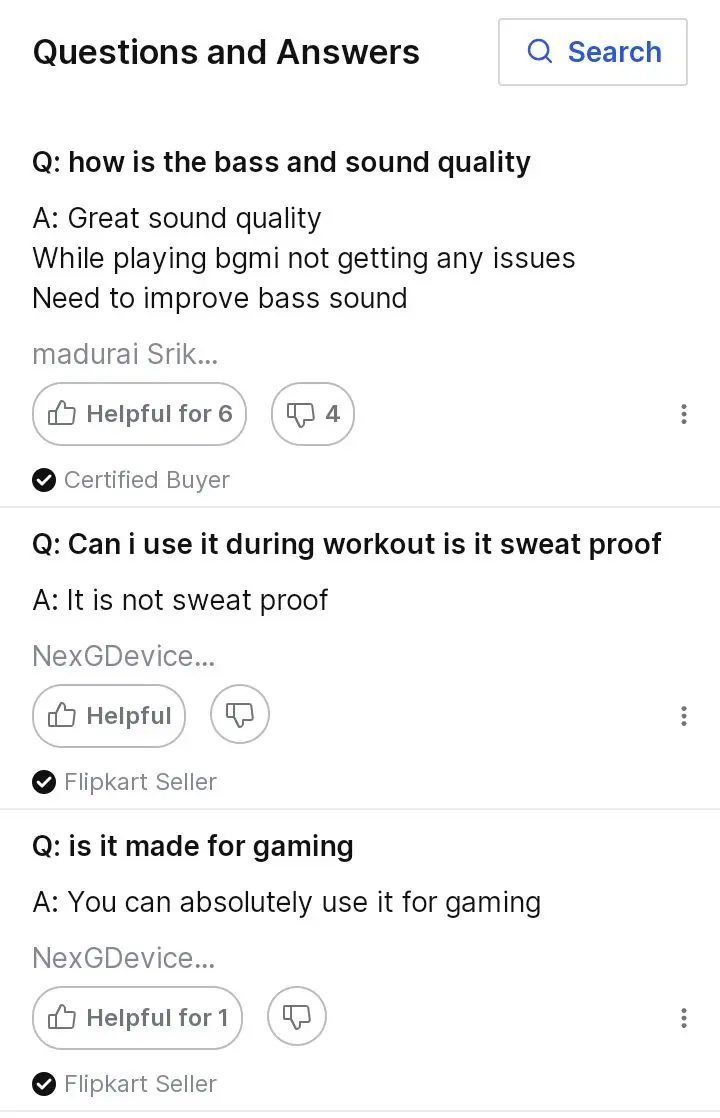 Questions and Answers
Search
Q: how is the bass and sound quality
A: Great sound quality
While playing bgmi not getting any issues
Need to improve bass sound
madurai Srik...
Helpful for 6
4
Certified Buyer
Q: Can i use it during workout is it sweat proof
A: It is not sweat proof
NexGDevice...
Helpful
Flipkart Seller
Q: is it made for gaming
A: You can absolutely use it for gaming
NexGDevice...
Helpful for 1
Flipkart Seller